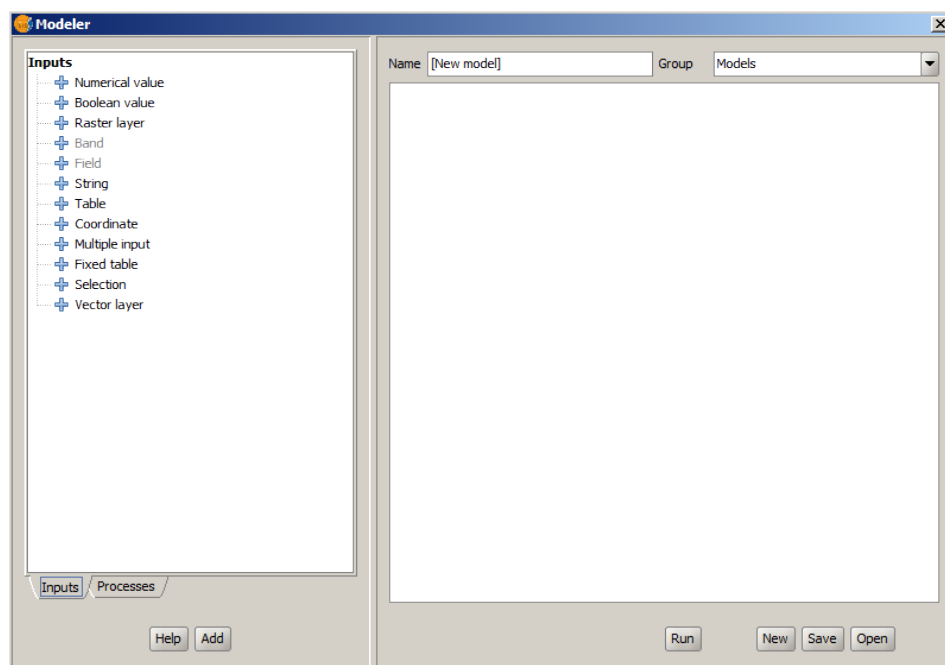 Modeler
Inputs
Numerical value
Boolean value
Raster layer
Band
Field
String
Table
Coordinate
Multiple input
Fixed table
Selection
Vector layer
Inputs Processes
Help Add
Name [New model] Group Models
Run New Save Open